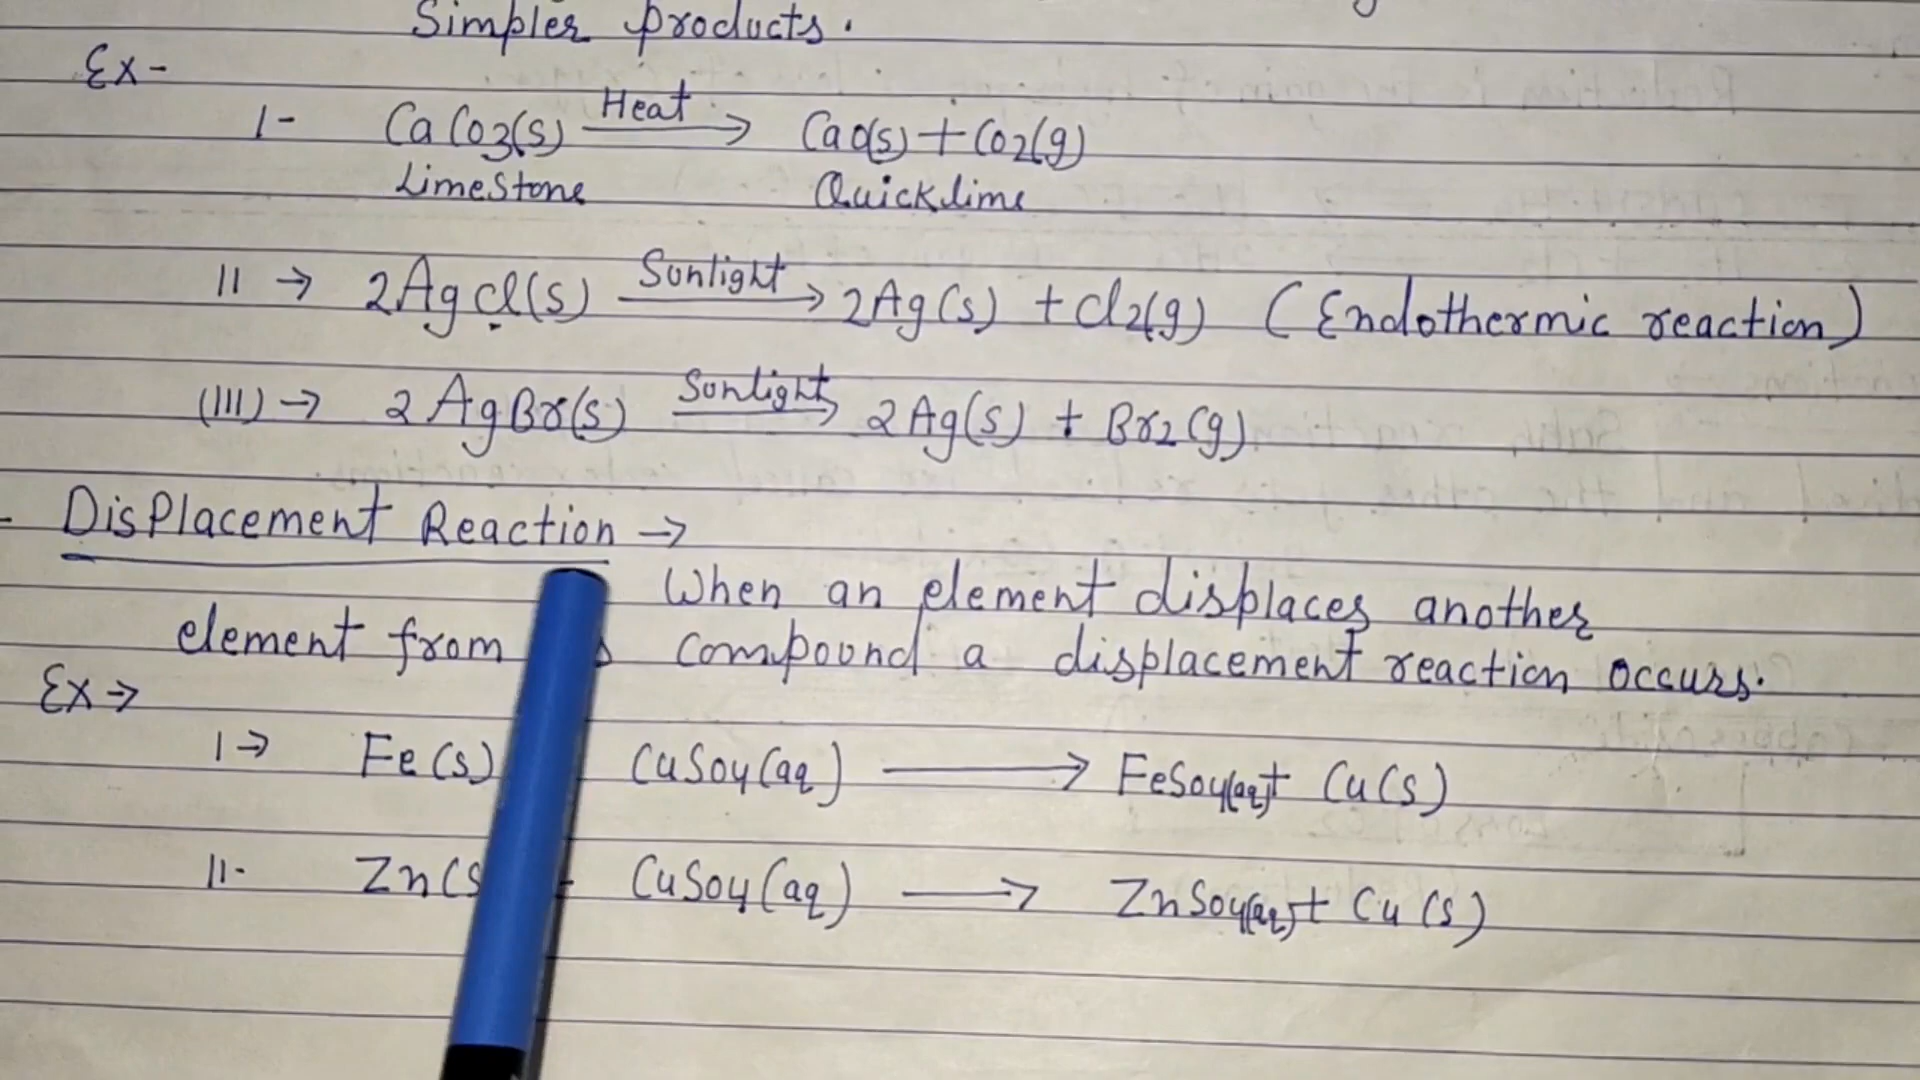 Simpler products.
Ex-
I- CaCO3(s) Heat → CaO(s) + CO2(g)
LimeStone Quicklime
II → 2AgCl(s) Sunlight → 2Ag(s) + Cl2(g) (Endothermic reaction)
(III) → 2AgBr(s) Sunlight → 2Ag(s) + Br2(g)
Displacement Reaction →
When an element displaces another
element from compound a displacement reaction occurs.
Ex →
I → Fe(s) CuSO4(aq) → FeSO4(aq) + Cu(s)
II- Zn(s + CuSO4(aq) → ZnSO4(aq) + Cu(s)